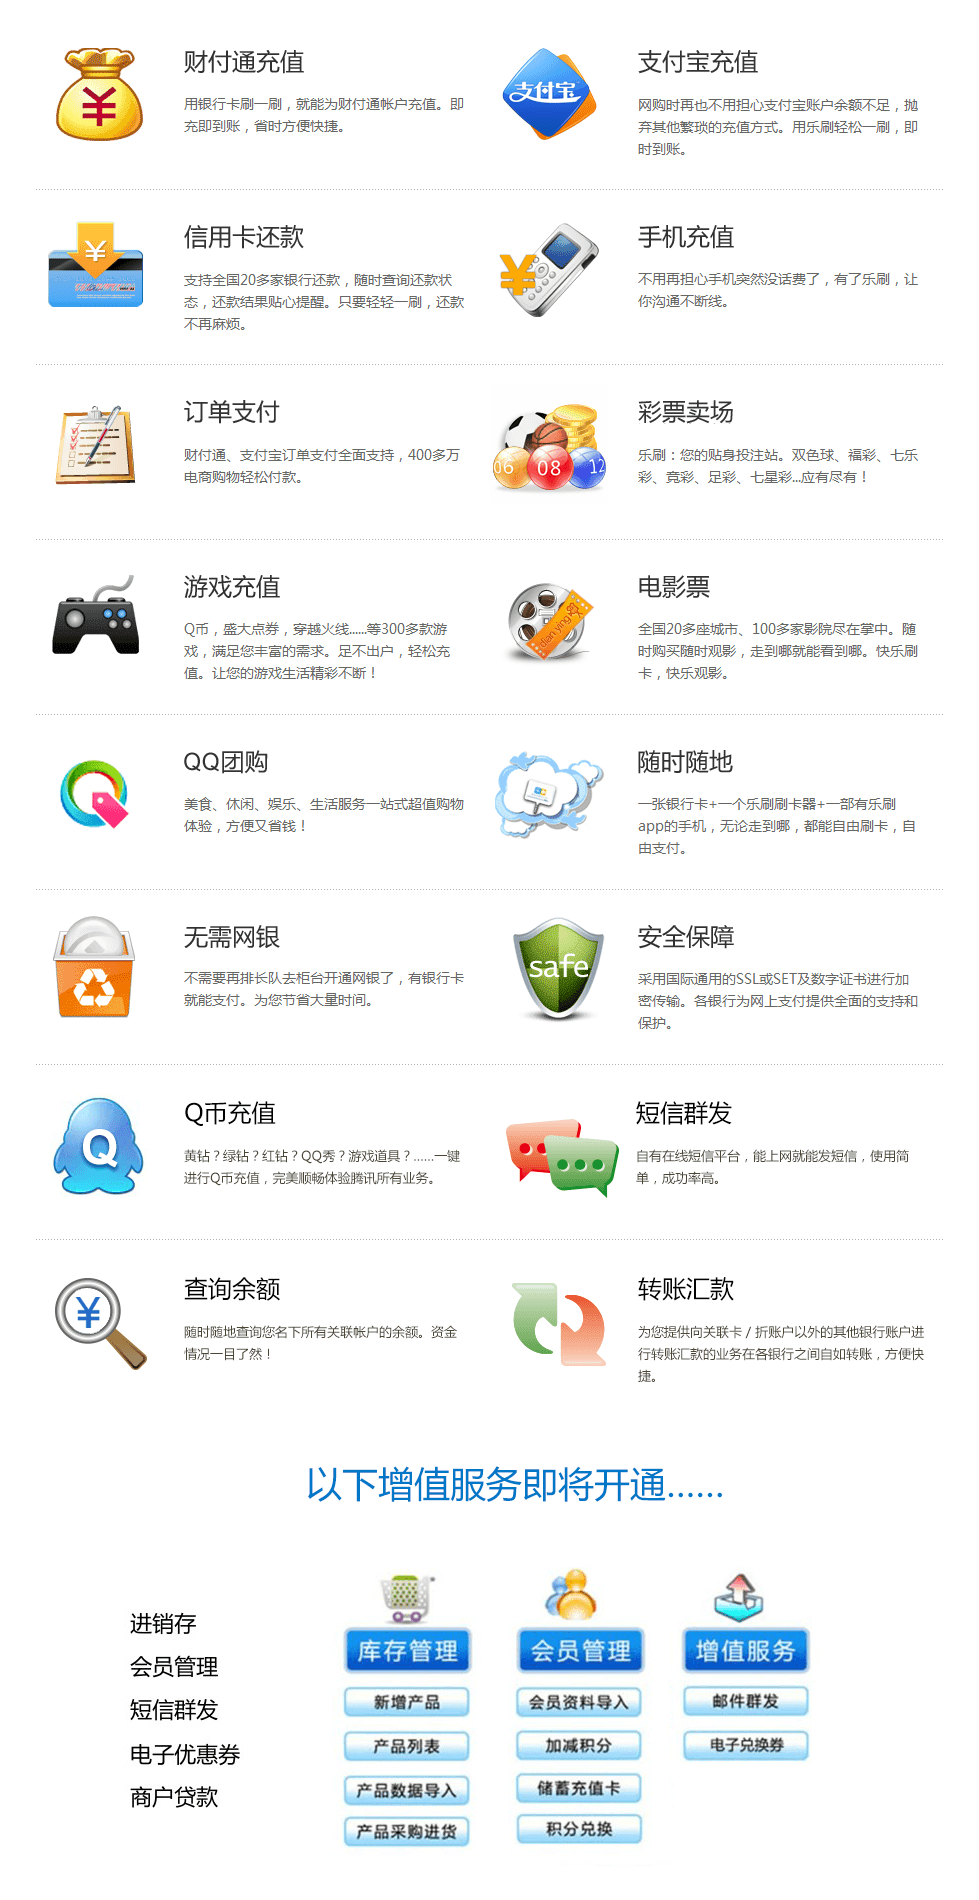 财付通充值
用银行卡刷一刷，就能为财付通帐户充值。即
充即到账，省时方便快捷。
支付宝
支付宝充值
网购时再也不用担心支付宝账户余额不足，抛
弃其他繁琐的充值方式。用乐刷轻松一刷，即
时到账。
¥
信用卡还款
支持全国20多家银行还款，随时查询还款状
态，还款结果贴心提醒。只要轻轻一刷，还款
不再麻烦。
¥
手机充值
不用再担心手机突然没话费了，有了乐刷，让
你沟通不断线。
订单支付
财付通、支付宝订单支付全面支持，400多万
电商购物轻松付款。
06 08 12
彩票卖场
乐刷：您的贴身投注站。双色球、福彩、七乐
彩、竞彩、足彩、七星彩...应有尽有！
游戏充值
Q币，盛大点券，穿越火线......等300多款游
戏，满足您丰富的需求。足不出户，轻松充
值。让您的游戏生活精彩不断！
dian ying
电影票
全国20多座城市、100多家影院尽在掌中。随
时购买随时观影，走到哪就能看到哪。快乐刷
卡，快乐观影。
QQ团购
美食、休闲、娱乐、生活服务一站式超值购物
体验，方便又省钱！
随时随地
一张银行卡+一个乐刷刷卡器+一部有乐刷
app的手机，无论走到哪，都能自由刷卡，自
由支付。
无需网银
不需要再排长队去柜台开通网银了，有银行卡
就能支付。为您节省大量时间。
safe
安全保障
采用国际通用的SSL或SET及数字证书进行加
密传输。各银行为网上支付提供全面的支持和
保护。
Q
Q币充值
黄钻？绿钻？红钻？QQ秀？游戏道具？......一键
进行Q币充值，完美顺畅体验腾讯所有业务。
短信群发
自有在线短信平台，能上网就能发短信，使用简
单，成功率高。
¥
查询余额
随时随地查询您名下所有关联帐户的余额。资金
情况一目了然！
转账汇款
为您提供向关联卡 / 折账户以外的其他银行账户进
行转账汇款的业务在各银行之间自如转账，方便快
捷。
以下增值服务即将开通......
进销存
会员管理
短信群发
电子优惠券
商户贷款
库存管理
新增产品
产品列表
产品数据导入
产品采购进货
会员管理
会员资料导入
加减积分
储蓄充值卡
积分兑换
增值服务
邮件群发
电子兑换券